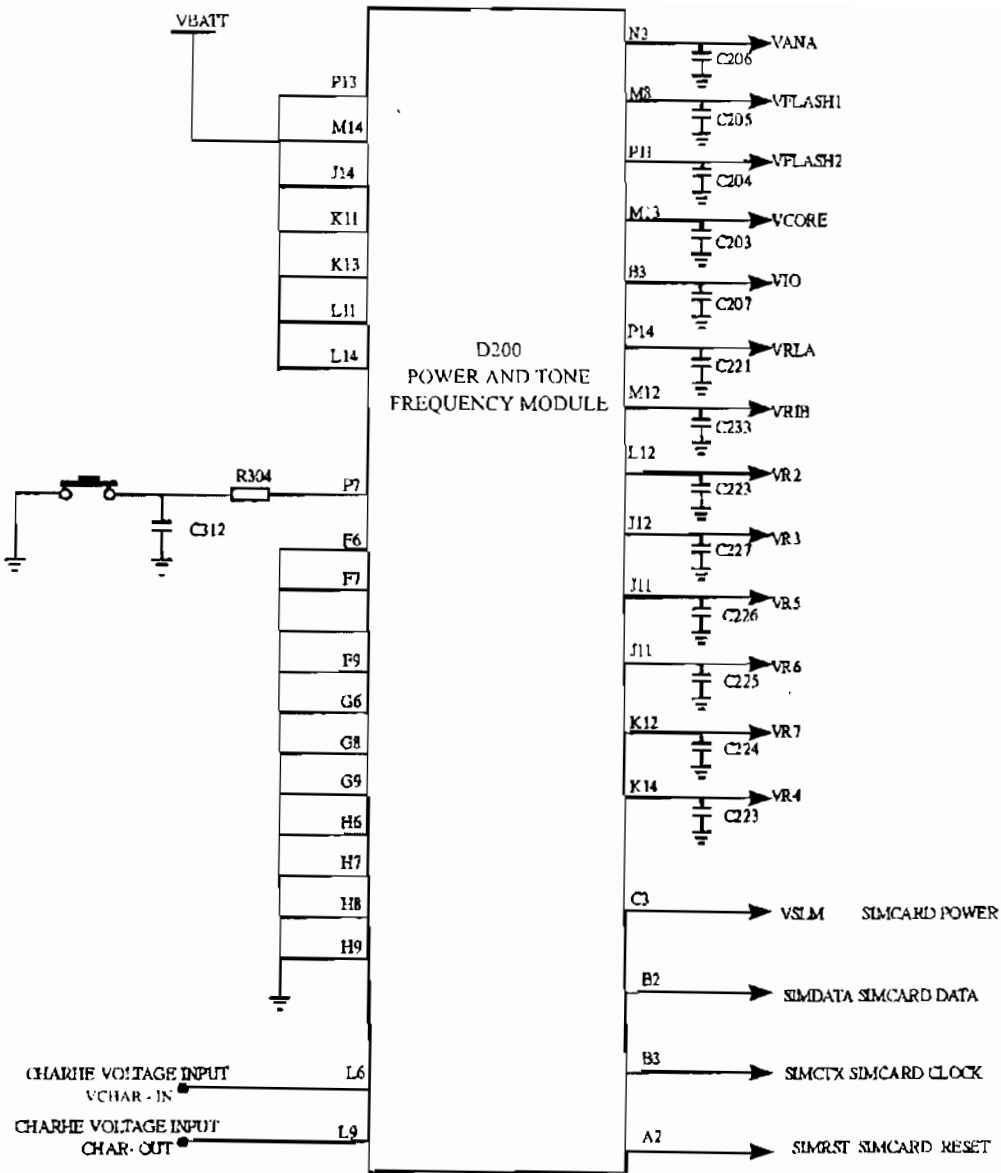 VBATT
P13
M14
J14
K11
K13
L11
L14
R304
P7
C312
F6
F7
F9
G6
G8
G9
H6
H7
H8
H9
CHARHE VOLTAGE INPUT
VCHAR - IN
L6
CHARHE VOLTAGE INPUT
CHAR- OUT
L9
D200
POWER AND TONE
FREQUENCY MODULE
N3
VANA
C206
M8
VFLASH1
C205
P11
VFLASH2
C204
M13
VCORE
C203
B3
VIO
C207
P14
VRLA
C221
M12
VRIB
C233
L12
VR2
C223
J12
VR3
C227
J11
VR5
C226
J11
VR6
C225
K12
VR7
C224
K14
VR4
C223
C3
VSLM SIMCARD POWER
B2
SIMDATA SIMCARD DATA
B3
SIMCTX SIMCARD CLOCK
A2
SIMRST SIMCARD RESET